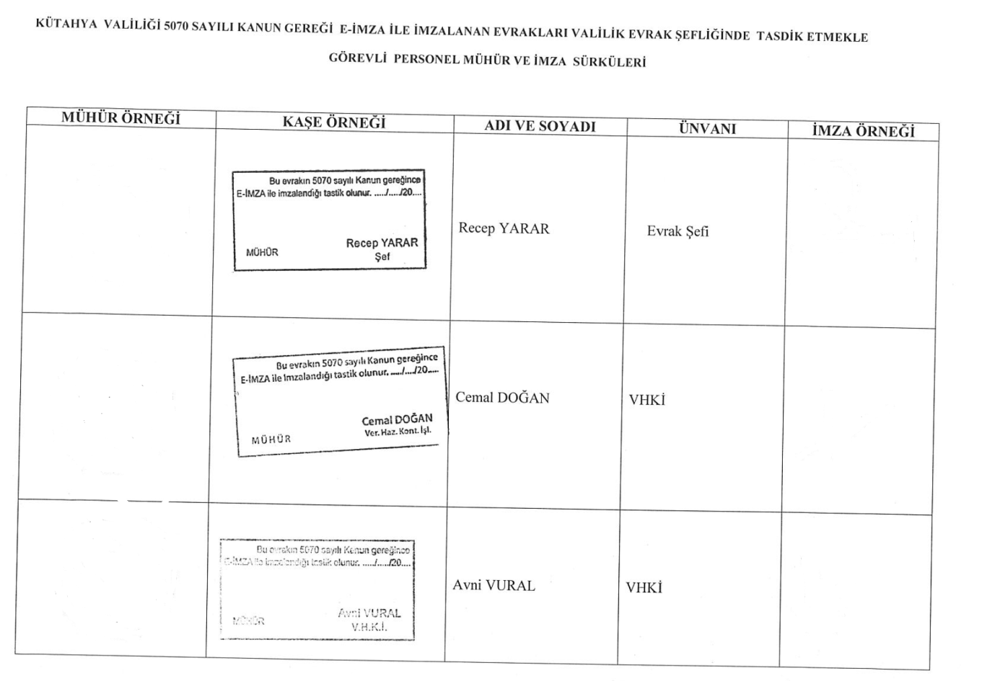 KÜTAHYA VALİLİĞİ 5070 SAYILI KANUN GEREĞİ E-İMZA İLE İMZALANAN EVRAKLARI VALİLİK EVRAK ŞEFLİĞİNDE TASDİK ETMEKLE
GÖREVLİ PERSONEL MÜHÜR VE İMZA SÜRKÜLERİ
MÜHÜR ÖRNEĞİ KAŞE ÖRNEĞİ ADI VE SOYADI ÜNVANI İMZA ÖRNEĞİ
Bu evrakın 5070 sayılı Kanun gereğince
E-İMZA ile imzalandığı tastik olunur. ...../...../20....
MÜHÜR
Recep YARAR
Şef
Recep YARAR
Evrak Şefi
Bu evrakın 5070 sayılı Kanun gereğince
E-İMZA ile imzalandığı tastik olunur. ...../..../20....
MÜHÜR
Cemal DOĞAN
Ver. Haz. Kont. İşl.
Cemal DOĞAN
VHKİ
Bu evrakın 5070 sayılı Kanun gereğince
E-İMZA ile imzalandığı tastik olunur. ...../...../20....
MÜHÜR
Avni VURAL
V.H.K.İ.
Avni VURAL
VHKİ